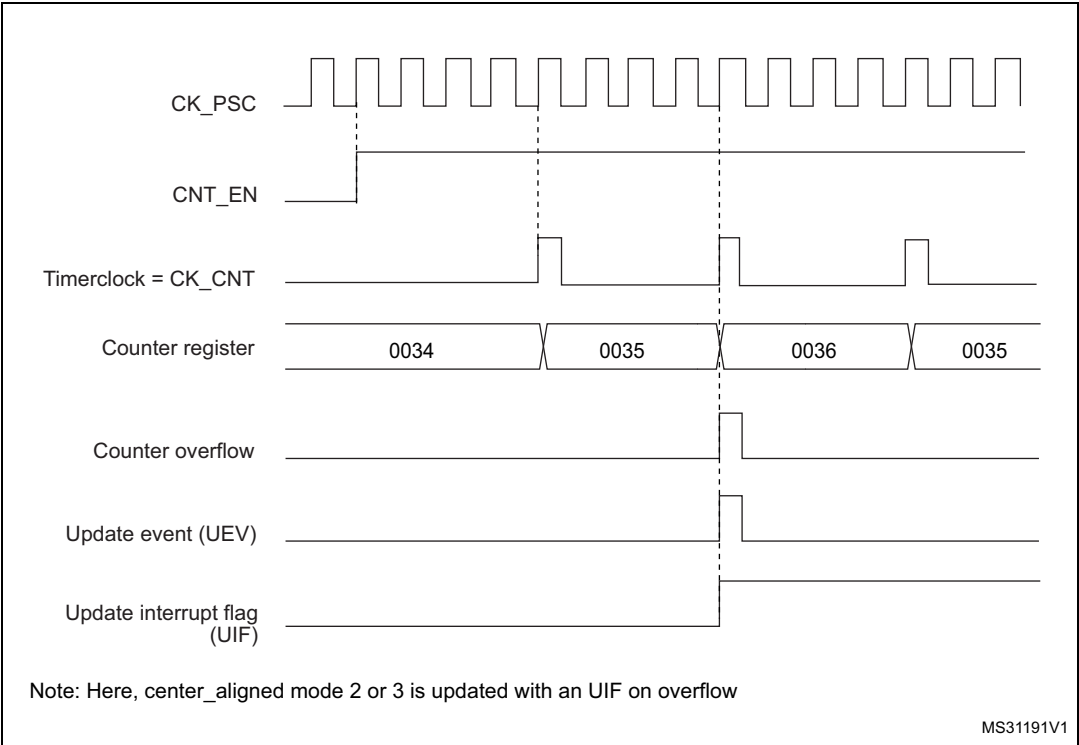 CK_PSC
CNT_EN
Timerclock = CK_CNT
Counter register
0034
0035
0036
0035
Counter overflow
Update event (UEV)
Update interrupt flag
(UIF)
Note: Here, center_aligned mode 2 or 3 is updated with an UIF on overflow
MS31191V1